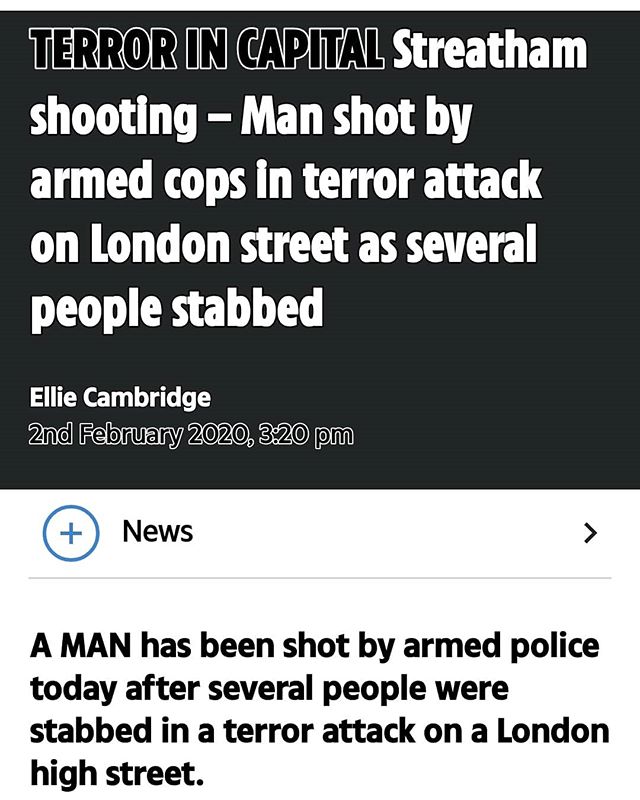 TERROR IN CAPITAL Streatham
shooting – Man shot by
armed cops in terror attack
on London street as several
people stabbed
Ellie Cambridge
2nd February 2020, 3:20 pm
News
A MAN has been shot by armed police
today after several people were
stabbed in a terror attack on a London
high street.